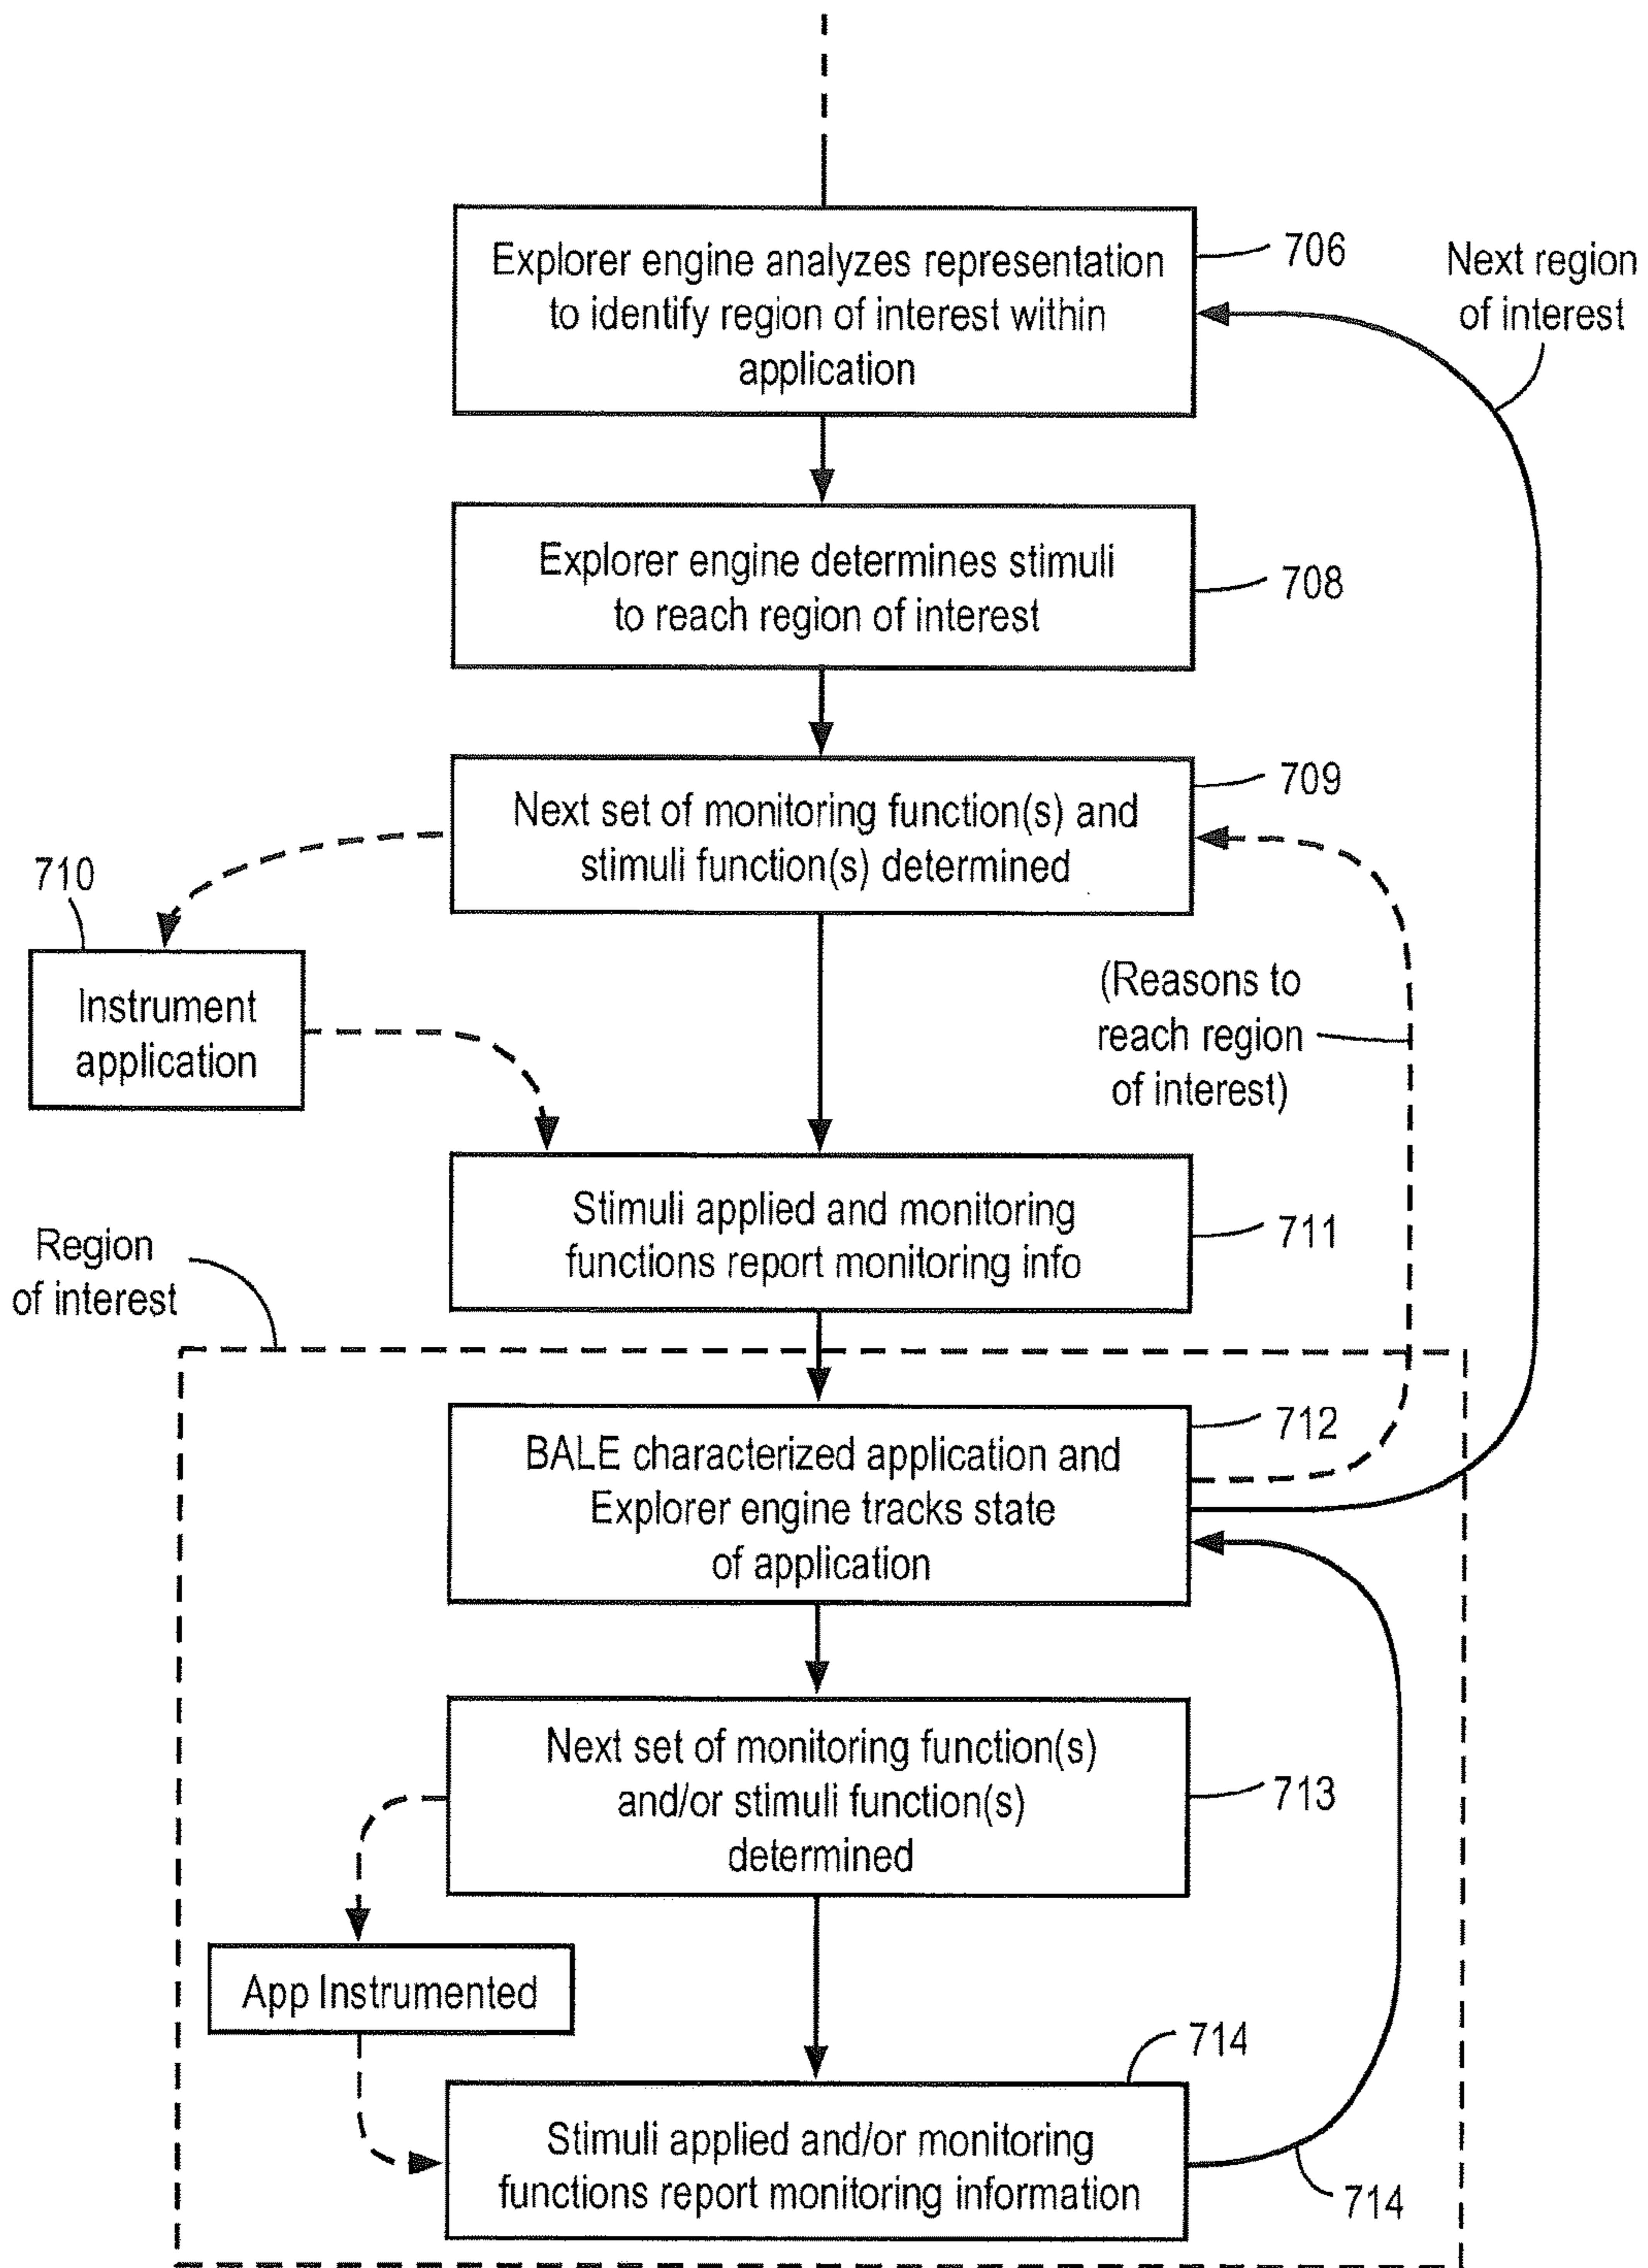 Explorer engine analyzes representation
to identify region of interest within
application
706
Next region
of interest
Explorer engine determines stimuli
to reach region of interest
708
Next set of monitoring function(s) and
stimuli function(s) determined
709
710
Instrument
application
(Reasons to
reach region
of interest)
Stimuli applied and monitoring
functions report monitoring info
711
Region
of interest
BALE characterized application and
Explorer engine tracks state
of application
712
Next set of monitoring function(s)
and/or stimuli function(s)
determined
713
App Instrumented
714
Stimuli applied and/or monitoring
functions report monitoring information
714